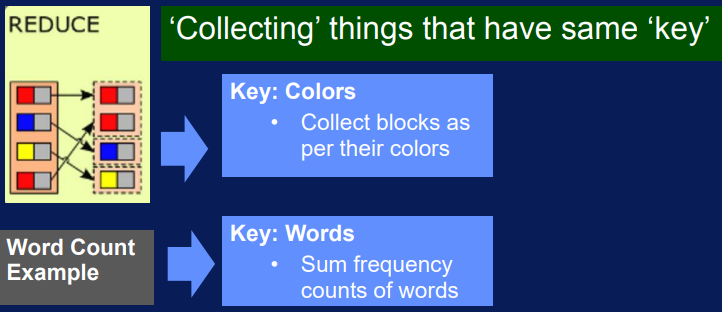 REDUCE
‘Collecting’ things that have same ‘key’
Key: Colors
• Collect blocks as
per their colors
Word Count
Example
Key: Words
• Sum frequency
counts of words